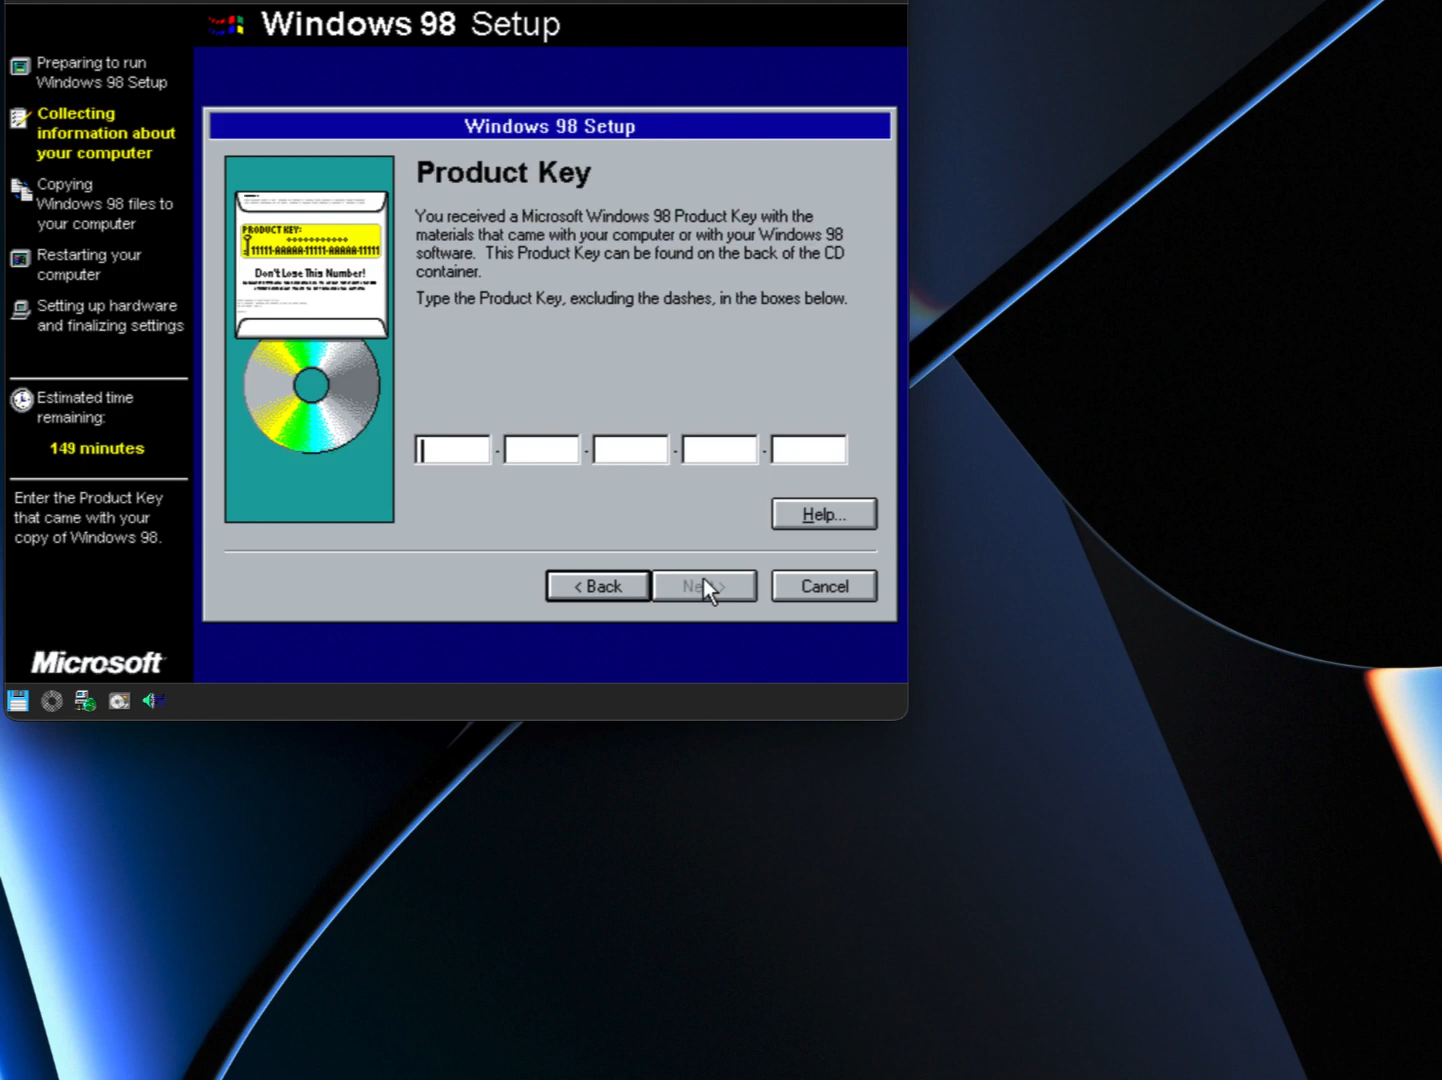 Windows 98 Setup
Preparing to run
Windows 98 Setup
Collecting
information about
your computer
Copying
Windows 98 files to
your computer
Restarting your
computer
Setting up hardware
and finalizing settings
Estimated time
remaining:
149 minutes
Enter the Product Key
that came with your
copy of Windows 98.
Microsoft
Windows 98 Setup
PRODUCT KEY:
11111-AAAAA-11111-AAAAA-11111
Don't Lose This Number!
Product Key
You received a Microsoft Windows 98 Product Key with the
materials that came with your computer or with your Windows 98
software. This Product Key can be found on the back of the CD
container.
Type the Product Key, excluding the dashes, in the boxes below.
- - - -
Help...
< Back
Cancel